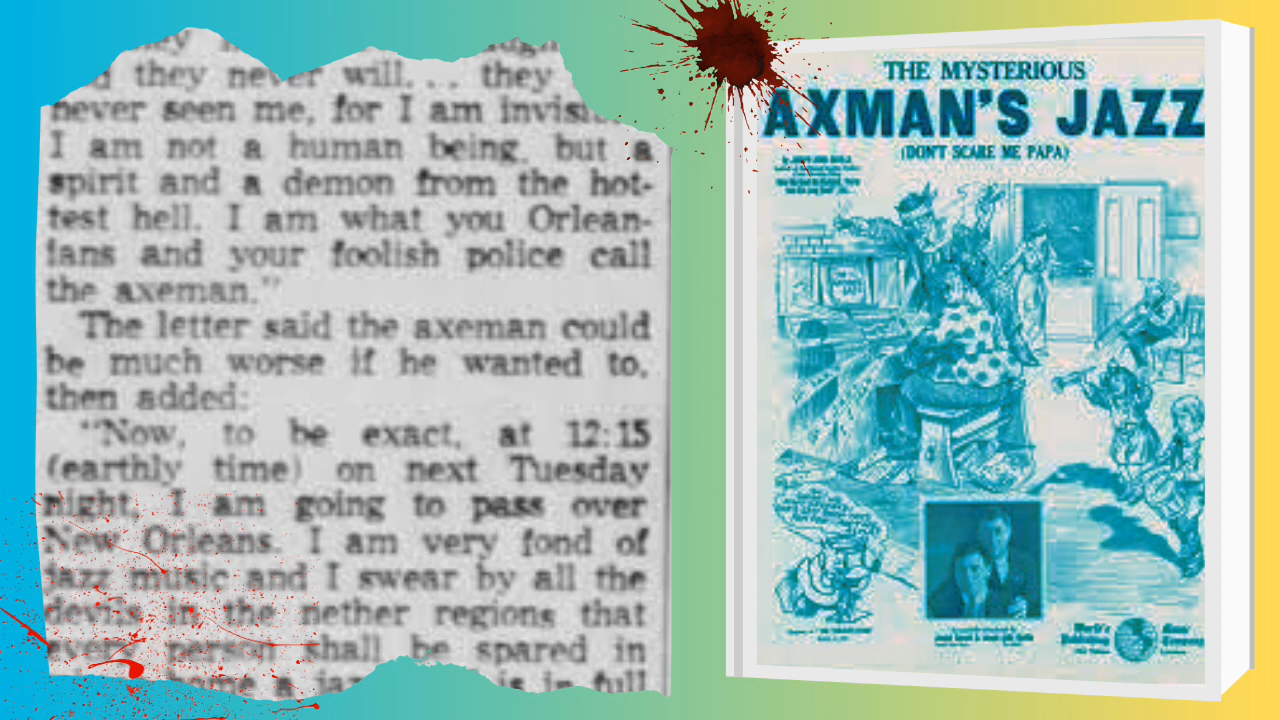 they never will. . . they
never seen me, for I am
I am not a human being, but a
spirit and a demon from the hot-
test hell. I am what you Orlean-
ians and your foolish police call
the axeman."
The letter said the axeman could
be much worse if he wanted to,
then added:
"Now, to be exact, at 12:15
(earthly time) on next Tuesday
night, I am going to pass over
New Orleans. I am very fond of
jazz music and I swear by all the
devils in the nether regions that
every person shall be spared in
a is in full
THE MYSTERIOUS
AXMAN'S JAZZ
(DON'T SCARE ME PAPA)